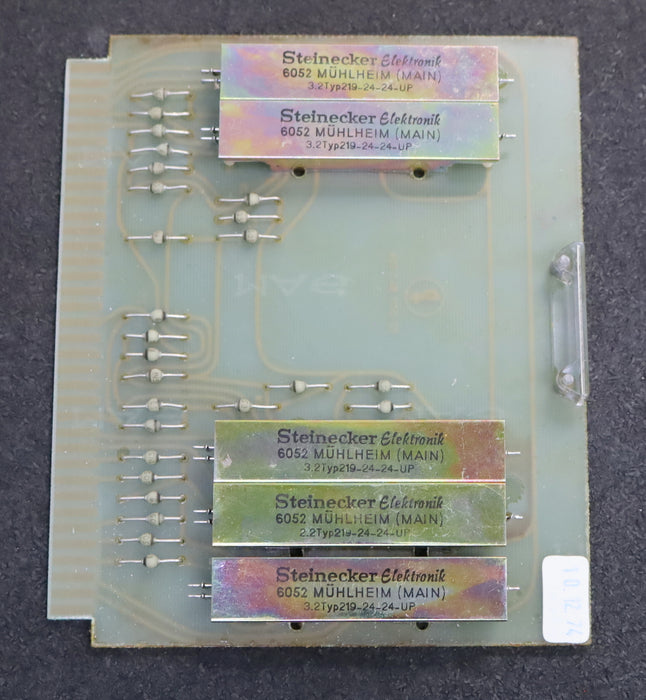 Steinecker Elektronik
6052 MÜHLHEIM (MAIN)
3.2Typ219-24-24-UP
Steinecker Elektronik
6052 MÜHLHEIM (MAIN)
3.2Typ219-24-24-UP
BAM
Steinecker Elektronik
6052 MÜHLHEIM (MAIN)
3.2Typ219-24-24-UP
Steinecker Elektronik
6052 MÜHLHEIM (MAIN)
2.2Typ219-24-24-UP
Steinecker Elektronik
6052 MÜHLHEIM (MAIN)
3.2Typ219-24-24-UP
10.12.74